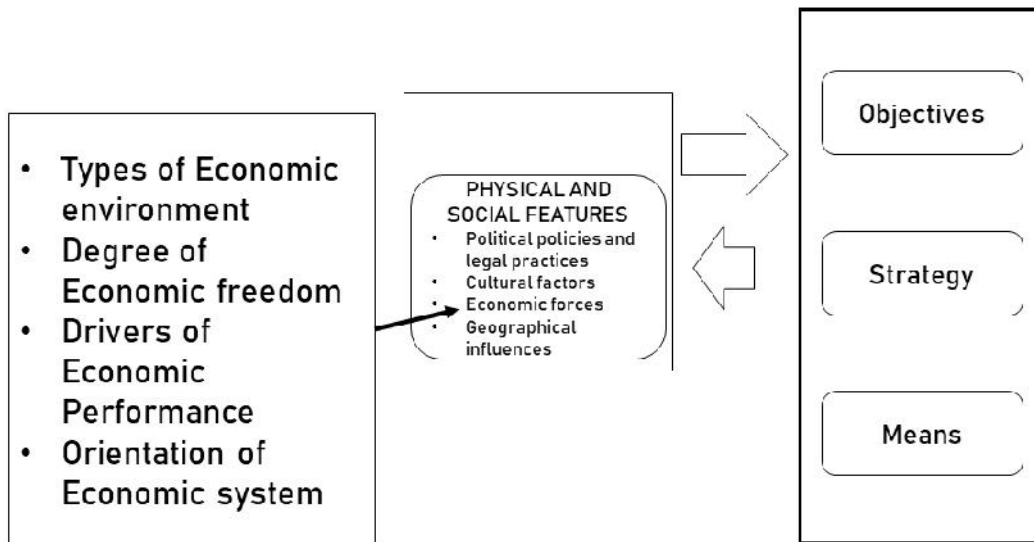 • Types of Economic
environment
• Degree of
Economic freedom
• Drivers of
Economic
Performance
• Orientation of
Economic system
PHYSICAL AND
SOCIAL FEATURES
• Political policies and
legal practices
• Cultural factors
• Economic forces
• Geographical
influences
Objectives
Strategy
Means